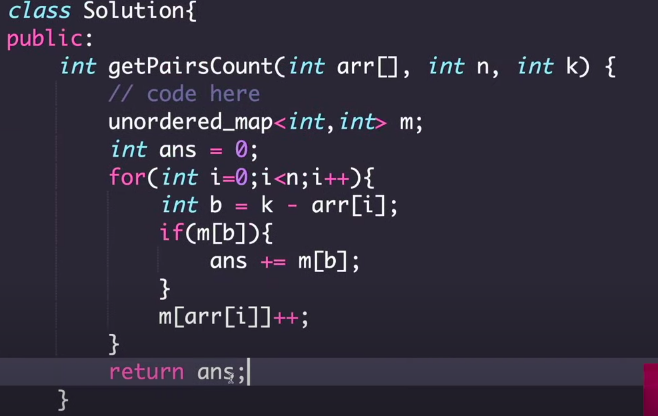 class Solution{
public:
    int getPairsCount(int arr[], int n, int k) {
        // code here
        unordered_map<int,int> m;
        int ans = 0;
        for(int i=0;i<n;i++){
            int b = k - arr[i];
            if(m[b]){
                ans += m[b];
            }
            m[arr[i]]++;
        }
        return ans;
    }